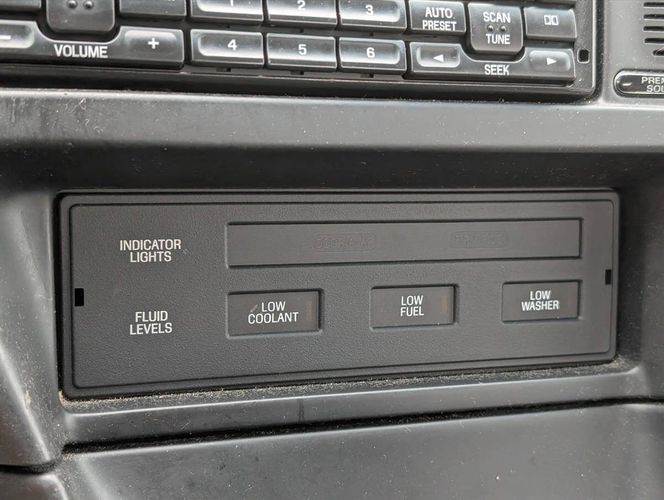 1 2 3
AUTO
PRESET
SCAN
TUNE
− VOLUME +
4 5 6
SEEK
INDICATOR
LIGHTS
FLUID
LEVELS
LOW
COOLANT
LOW
FUEL
LOW
WASHER